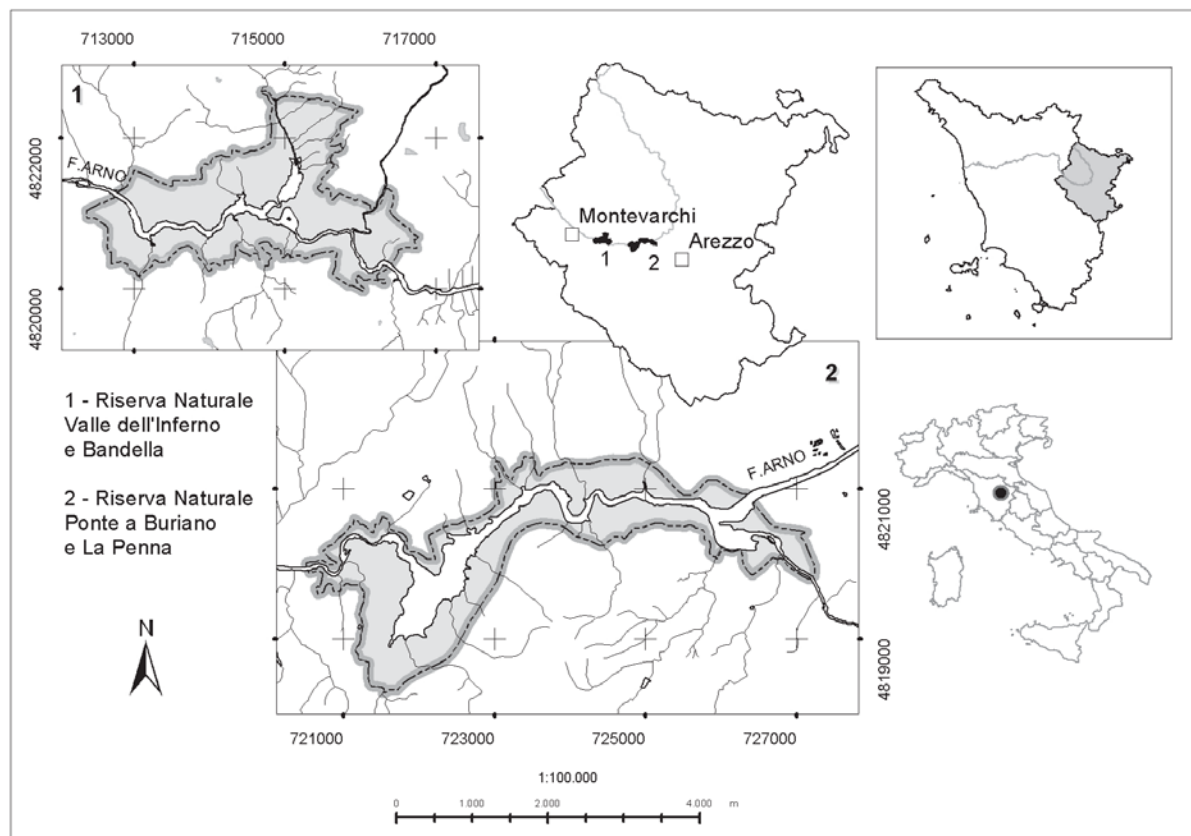 713000 715000 717000
1
4822000
4820000
F.ARNO
Montevarchi
Arezzo
1 2
1 - Riserva Naturale
Valle dell'Inferno
e Bandella
2 - Riserva Naturale
Ponte a Buriano
e La Penna
N
2
F.ARNO
4821000
4819000
721000 723000 725000 727000
1:100.000
0 1.000 2.000 4.000 m